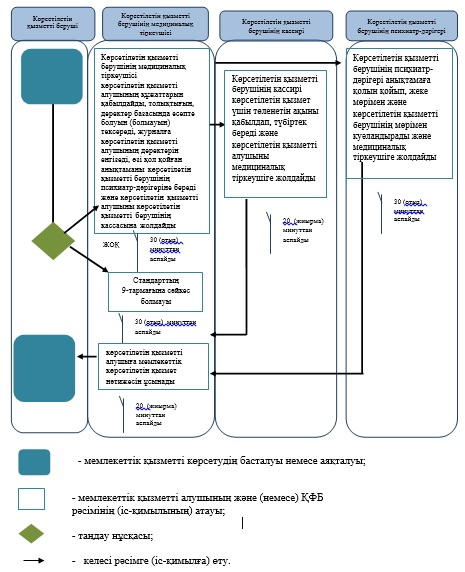 Көрсетілетін қызметті беруші
Көрсетілетін қызметті
берушінің медициналық
тіркеушісі
Көрсетілетін қызметті
берушінің кассирі
Көрсетілетін қызметті
берушінің психиатр-дәрігері
Көрсетілетін қызметті
берушінің медициналық
тіркеушісі
көрсетілетін қызметті
алушының құжаттарын
қабылдайды, толықтығын,
деректер базасында есепте
болуын (болмауын)
тексереді, журналға
көрсетілетін қызметті
алушының деректерін
енгізеді, өзі қол қойған
анықтаманы көрсетілетін
қызметті берушінің
психиатр-дәрігеріне береді
және көрсетілетін қызметті
алушыны көрсетілетін
қызметті берушінің
кассасына жолдайды
Көрсетілетін қызметті
берушінің кассирі
көрсетілетін қызмет
үшін төленетін ақыны
қабылдап, түбіртек
береді және
көрсетілетін қызметті
алушыны
медициналық
тіркеушіге жолдайды
Көрсетілетін қызметті
берушінің психиатр-
дәрігері анықтамаға
қолын қойып, жеке
мөрімен және
көрсетілетін қызметті
берушінің мөрімен
куәландырады және
медициналық
тіркеушіге жолдайды
ЖОҚ
30 (отыз)
минуттан
аспайды
20 (жиырма)
минуттан
аспайды
30 (отыз)
минуттан
аспайды
Стандарттың
9-тармағына сәйкес
болмауы
30 (отыз) минуттан
аспайды
көрсетілетін қызметті
алушыға мемлекеттік
көрсетілетін қызмет
нәтижесін ұсынады
20 (жиырма)
минуттан
аспайды
- мемлекеттік қызметті көрсетудің басталуы немесе аяқталуы;
- мемлекеттік қызметті алушының және (немесе) ҚФБ
рәсімінің (іс-қимылының) атауы;
- таңдау нұсқасы;
- келесі рәсімге (іс-қимылға) өту.